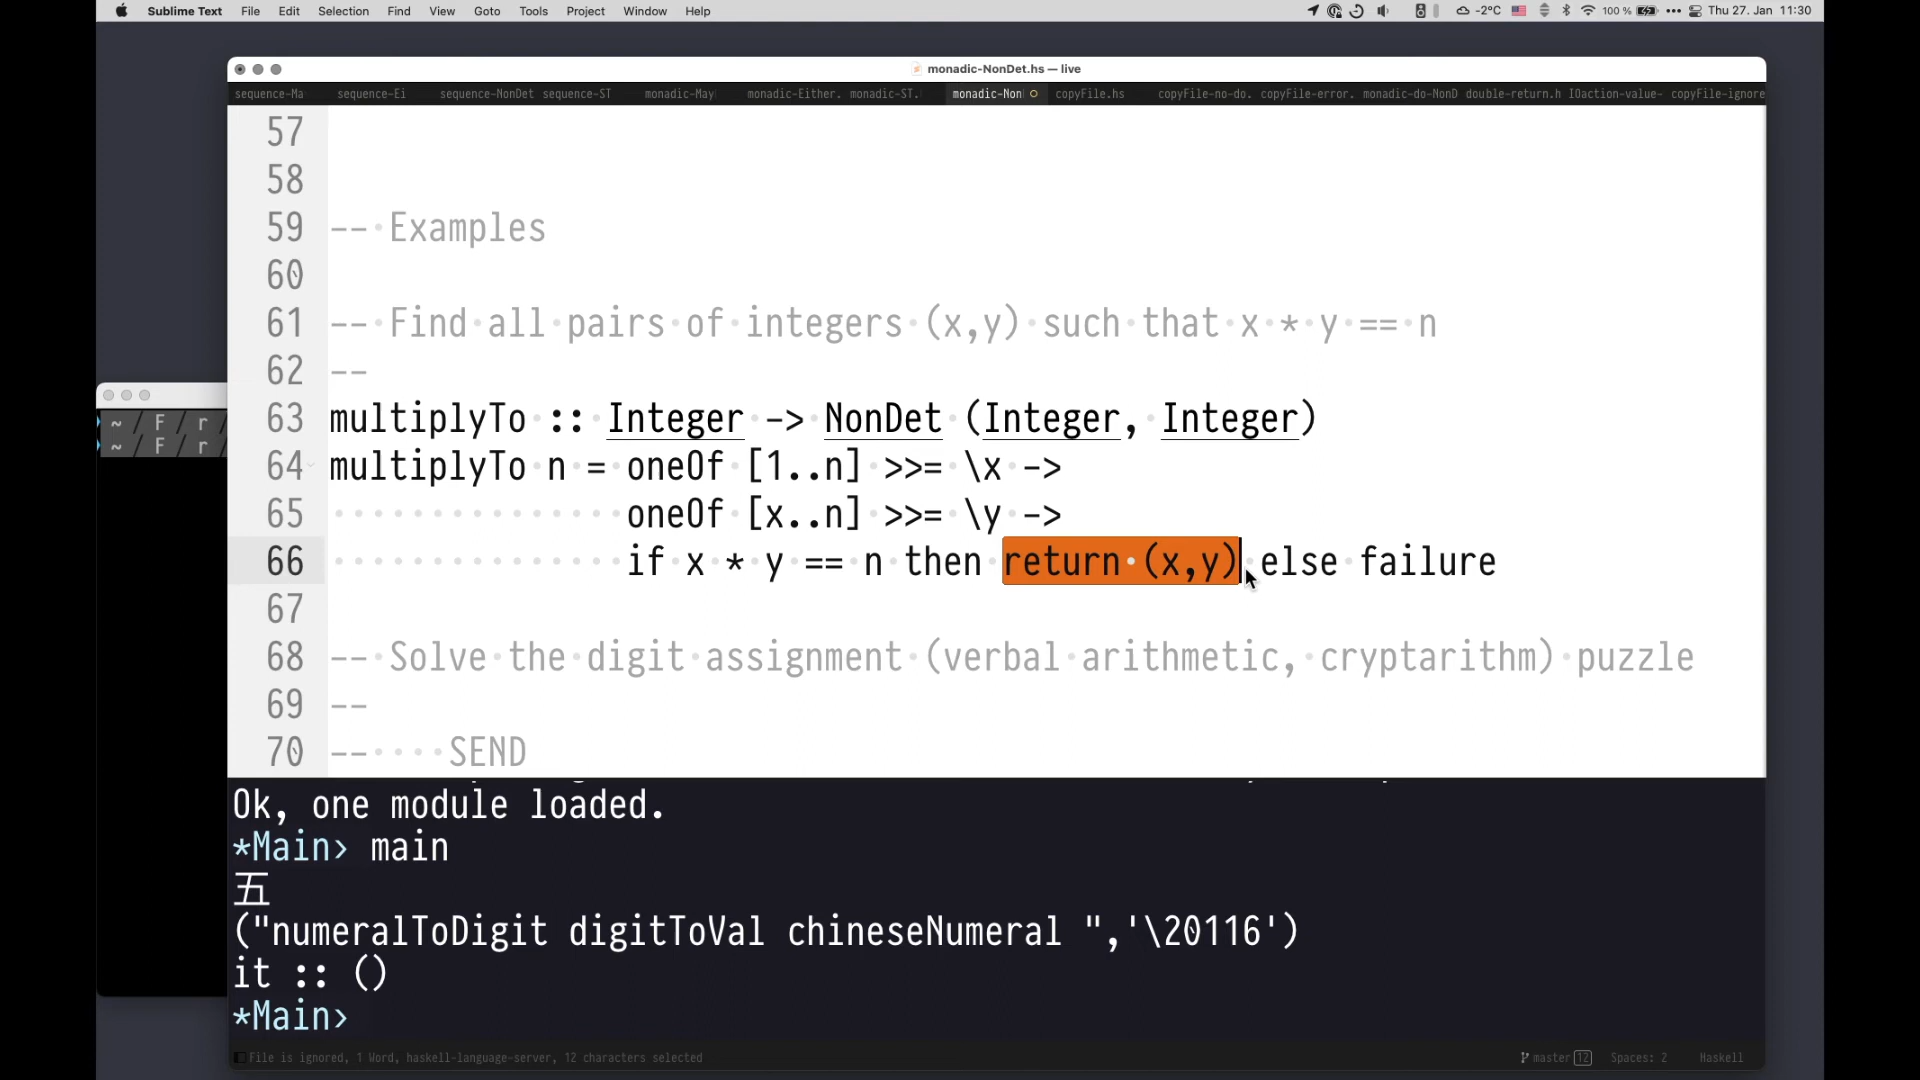 Sublime Text File Edit Selection Find View Goto Tools Project Window Help
-2°C 100 % Thu 27. Jan 11:30
monadic-NonDet.hs — live
sequence-Ma sequence-Ei sequence-NonDet sequence-ST monadic-May monadic-Either. monadic-ST. monadic-Non copyFile.hs copyFile-no-do. copyFile-error. monadic-do-NonD double-return.h IOaction-value- copyFile-ignore
57
58
59 -- Examples
60
61 -- Find all pairs of integers (x,y) such that x * y == n
62 --
63 multiplyTo :: Integer -> NonDet (Integer, Integer)
64 multiplyTo n = oneOf [1..n] >>= \x ->
65 oneOf [x..n] >>= \y ->
66 if x * y == n then return (x,y) else failure
67
68 -- Solve the digit assignment (verbal arithmetic, cryptarithm) puzzle
69 --
70 -- SEND
~ / F / r /
~ / F / r /
Ok, one module loaded.
*Main> main
五
("numeralToDigit digitToVal chineseNumeral ",'\20116')
it :: ()
*Main>
File is ignored, 1 Word, haskell-language-server, 12 characters selected
master 12 Spaces: 2 Haskell